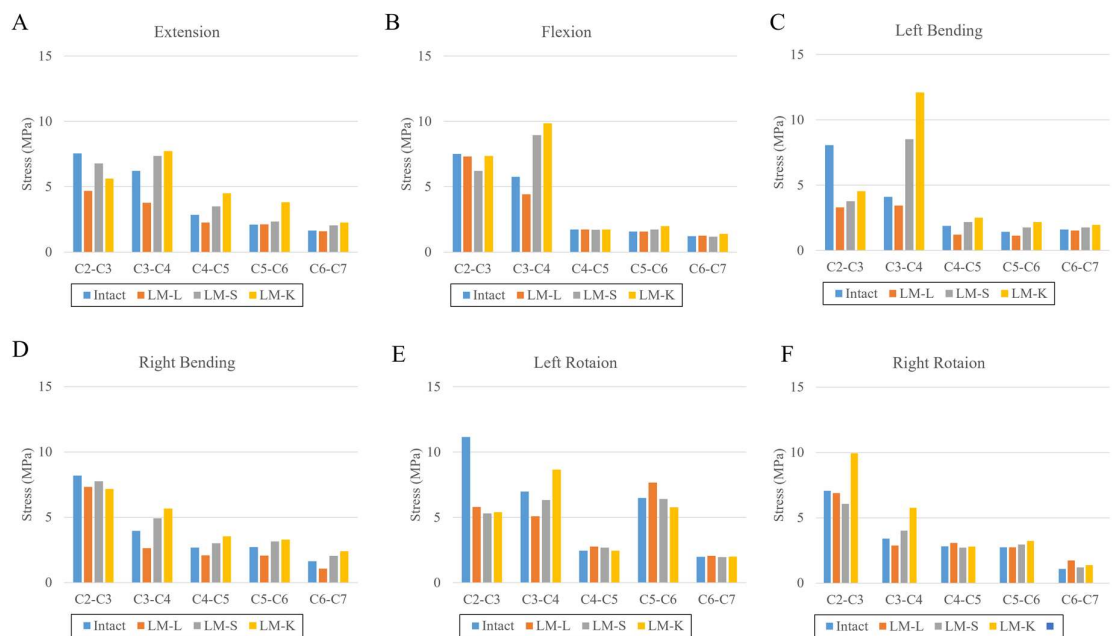 A
Extension
Stress (MPa)
15
10
5
0
C2-C3 C3-C4 C4-C5 C5-C6 C6-C7
Intact LM-L LM-S LM-K
B
Flexion
Stress (MPa)
15
10
5
0
C2-C3 C3-C4 C4-C5 C5-C6 C6-C7
Intact LM-L LM-S LM-K
C
Left Bending
Stress (MPa)
15
10
5
0
C2-C3 C3-C4 C4-C5 C5-C6 C6-C7
Intact LM-L LM-S LM-K
D
Right Bending
Stress (MPa)
15
10
5
0
C2-C3 C3-C4 C4-C5 C5-C6 C6-C7
Intact LM-L LM-S LM-K
E
Left Rotaion
Stress (MPa)
15
10
5
0
C2-C3 C3-C4 C4-C5 C5-C6 C6-C7
Intact LM-L LM-S LM-K
F
Right Rotaion
Stress (MPa)
15
10
5
0
C2-C3 C3-C4 C4-C5 C5-C6 C6-C7
Intact LM-L LM-S LM-K